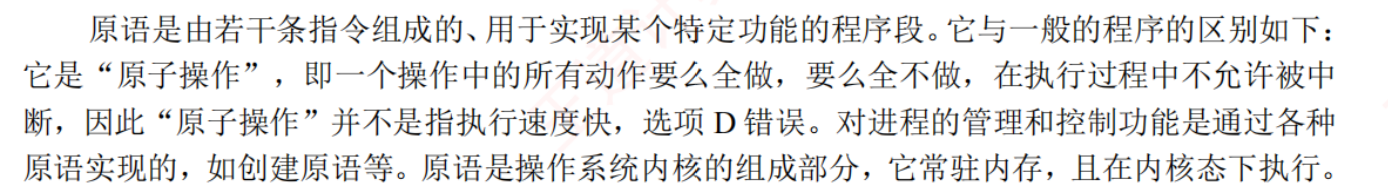 原语是由若干条指令组成的、用于实现某个特定功能的程序段。它与一般的程序的区别如下：
它是“原子操作”，即一个操作中的所有动作要么全做，要么全不做，在执行过程中不允许被中
断，因此“原子操作”并不是指执行速度快，选项 D 错误。对进程的管理和控制功能是通过各种
原语实现的，如创建原语等。原语是操作系统内核的组成部分，它常驻内存，且在内核态下执行。